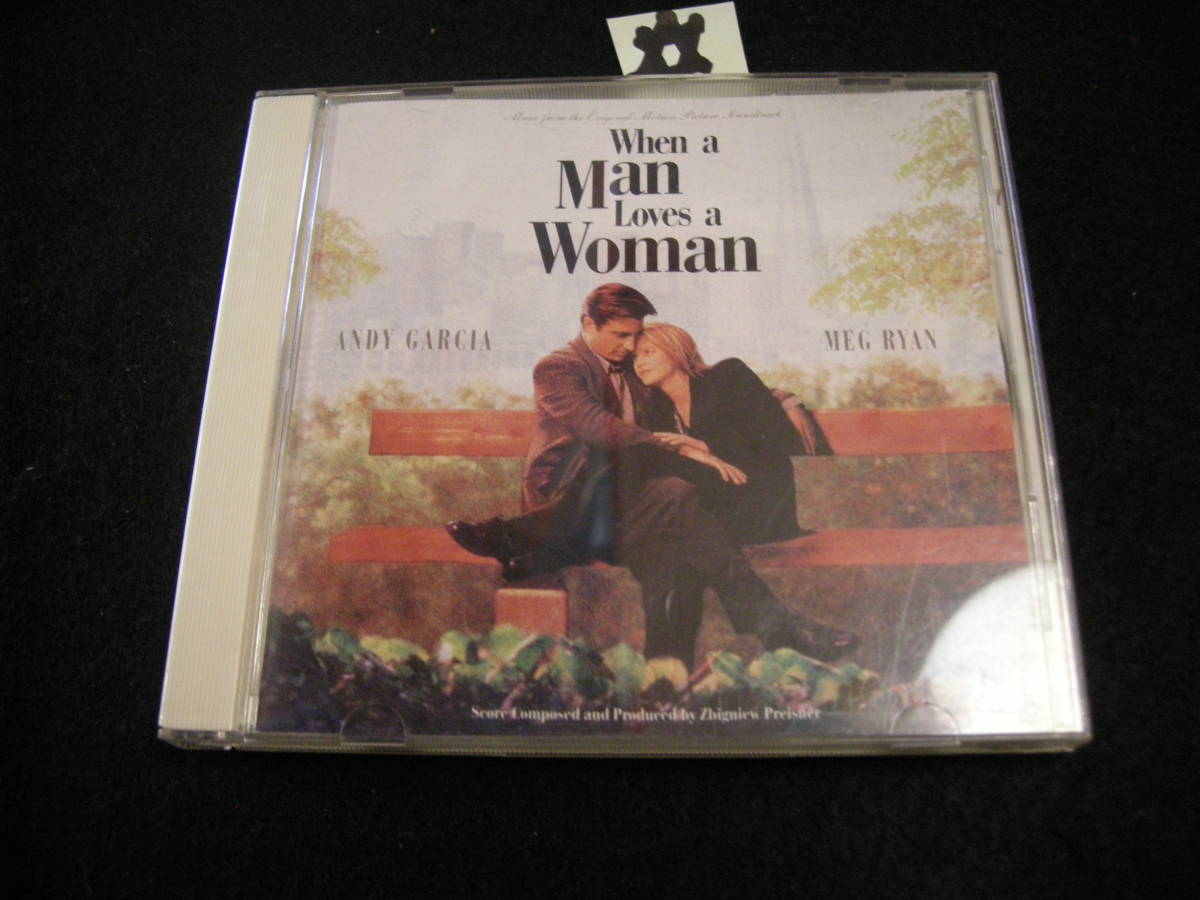 Music from the Original Motion Picture Soundtrack
When a
Man
Loves a
Woman
ANDY GARCIA
MEG RYAN
Score Composed and Produced by Zbigniew Preisner